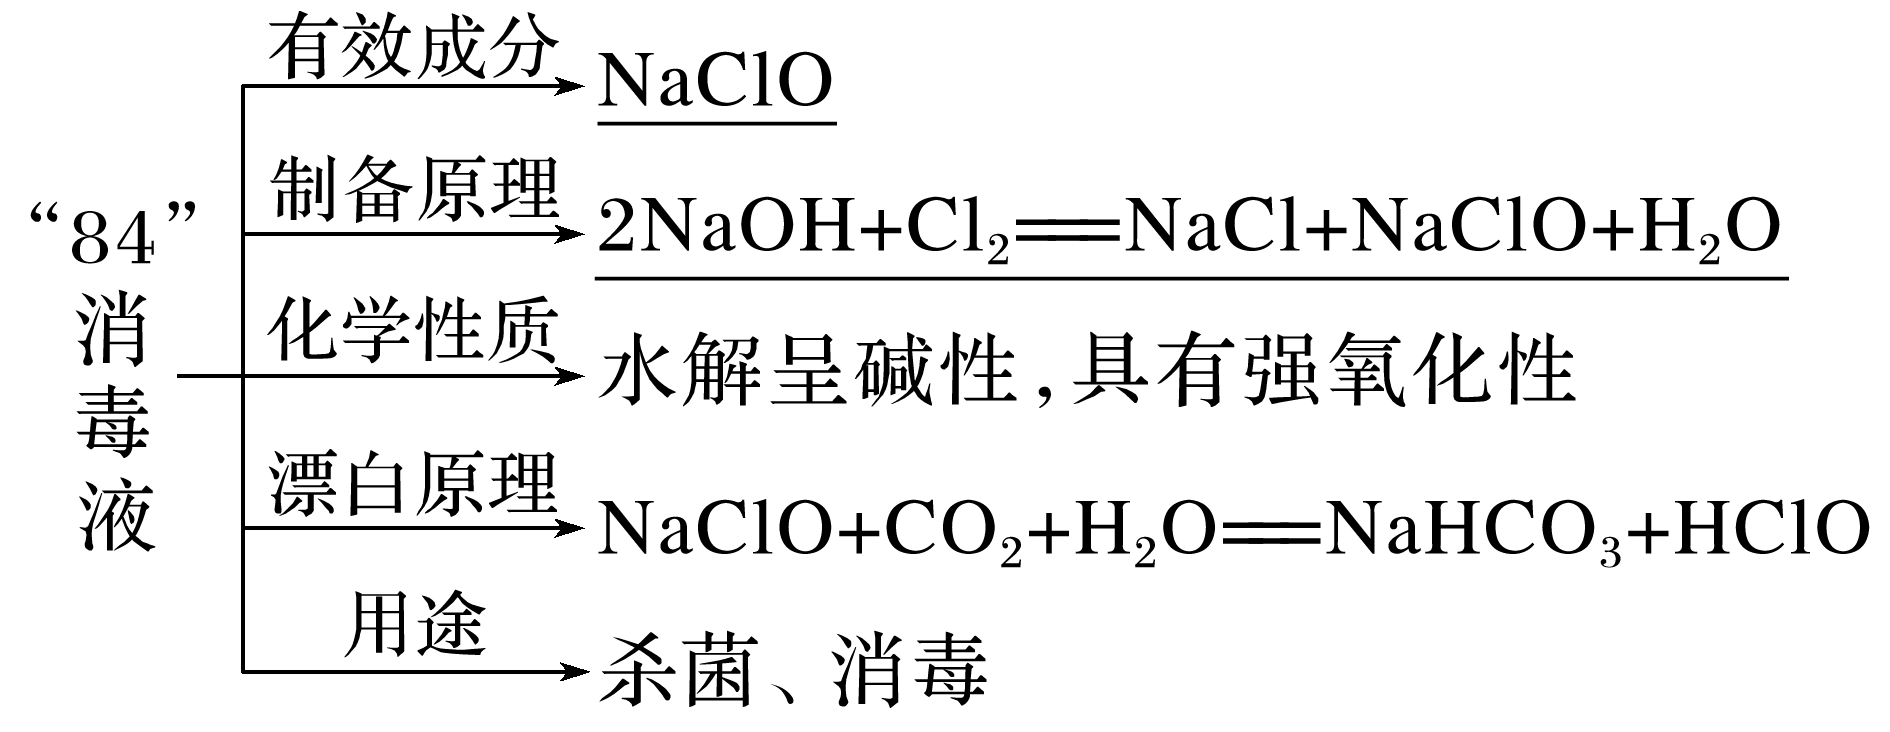 “84”消毒液
有效成分
NaClO
制备原理
2NaOH+Cl₂══NaCl+NaClO+H₂O
化学性质
水解呈碱性,具有强氧化性
漂白原理
NaClO+CO₂+H₂O══NaHCO₃+HClO
用途
杀菌、消毒